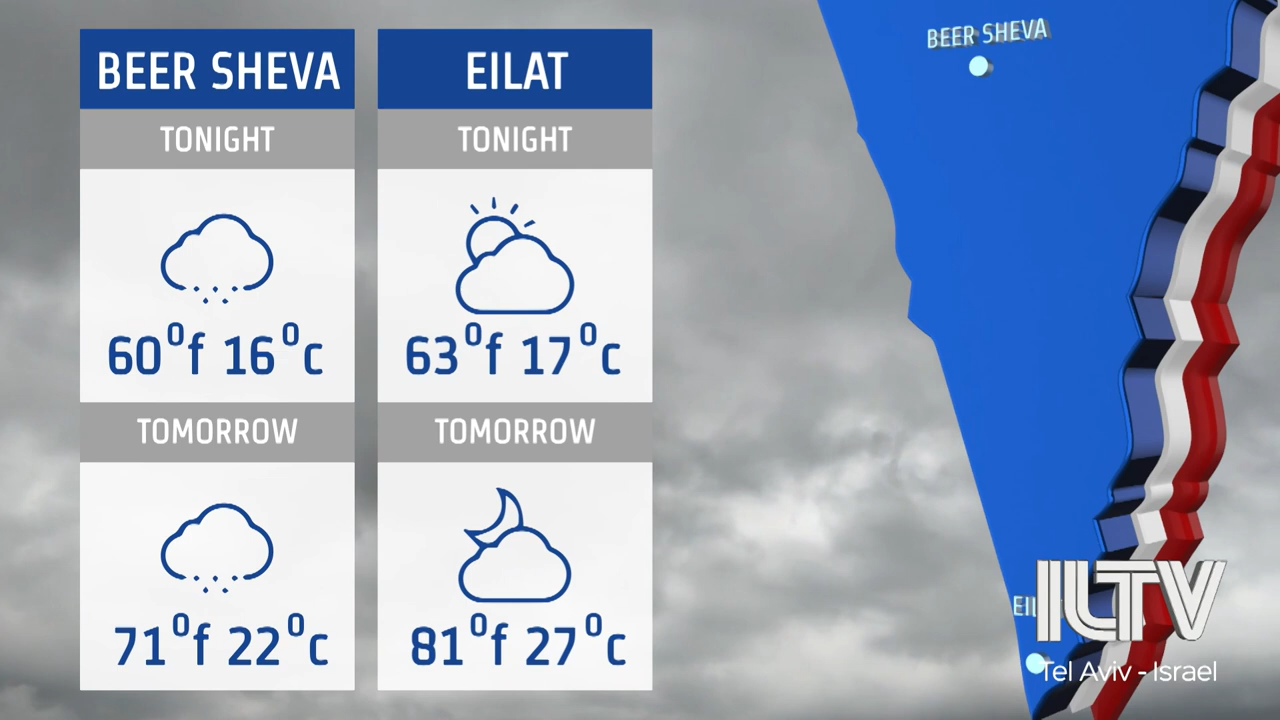 BEER SHEVA
TONIGHT
60°f 16°c
TOMORROW
71°f 22°c
EILAT
TONIGHT
63°f 17°c
TOMORROW
81°f 27°c
BEER SHEVA
ILTV
Tel Aviv - Israel